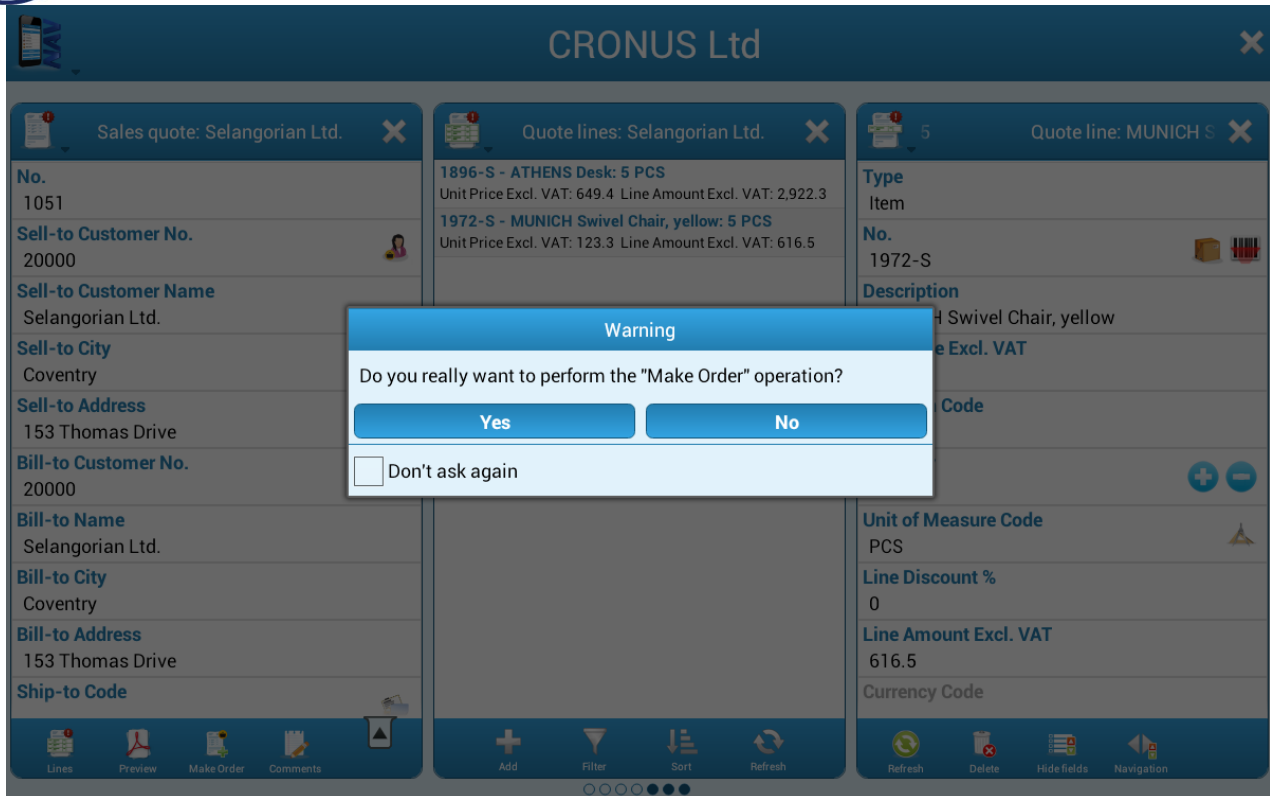 CRONUS Ltd
NAV
Sales quote: Selangorian Ltd.
No.
1051
Sell-to Customer No.
20000
Sell-to Customer Name
Selangorian Ltd.
Sell-to City
Coventry
Sell-to Address
153 Thomas Drive
Bill-to Customer No.
20000
Bill-to Name
Selangorian Ltd.
Bill-to City
Coventry
Bill-to Address
153 Thomas Drive
Ship-to Code
Lines Preview Make Order Comments
Quote lines: Selangorian Ltd.
1896-S - ATHENS Desk: 5 PCS
Unit Price Excl. VAT: 649.4 Line Amount Excl. VAT: 2,922.3
1972-S - MUNICH Swivel Chair, yellow: 5 PCS
Unit Price Excl. VAT: 123.3 Line Amount Excl. VAT: 616.5
Warning
Do you really want to perform the "Make Order" operation?
Yes No
Don't ask again
Add Filter Sort Refresh
5 Quote line: MUNICH S
Type
Item
No.
1972-S
Description
Swivel Chair, yellow
Excl. VAT
Code
Unit of Measure Code
PCS
Line Discount %
0
Line Amount Excl. VAT
616.5
Currency Code
Refresh Delete Hide fields Navigation